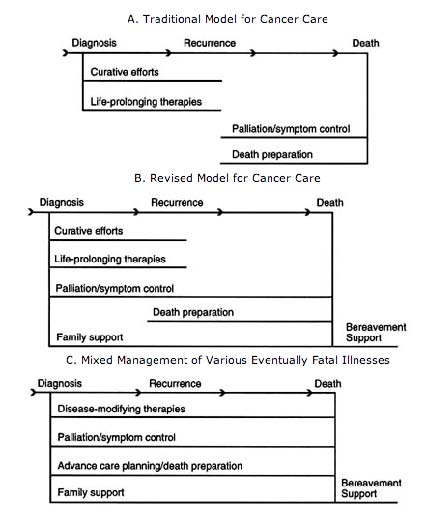 A. Traditional Model for Cancer Care
Diagnosis Recurrence Death
Curative efforts
Life-prolonging therapies
Palliation/symptom control
Death preparation
B. Revised Model for Cancer Care
Diagnosis Recurrence Death
Curative efforts
Life-prolonging therapies
Palliation/symptom control
Death preparation
Family support
Bereavement
Support
C. Mixed Management of Various Eventually Fatal Illnesses
Diagnosis Recurrence Death
Disease-modifying therapies
Palliation/symptom control
Advance care planning/death preparation
Family support
Bereavement
Support